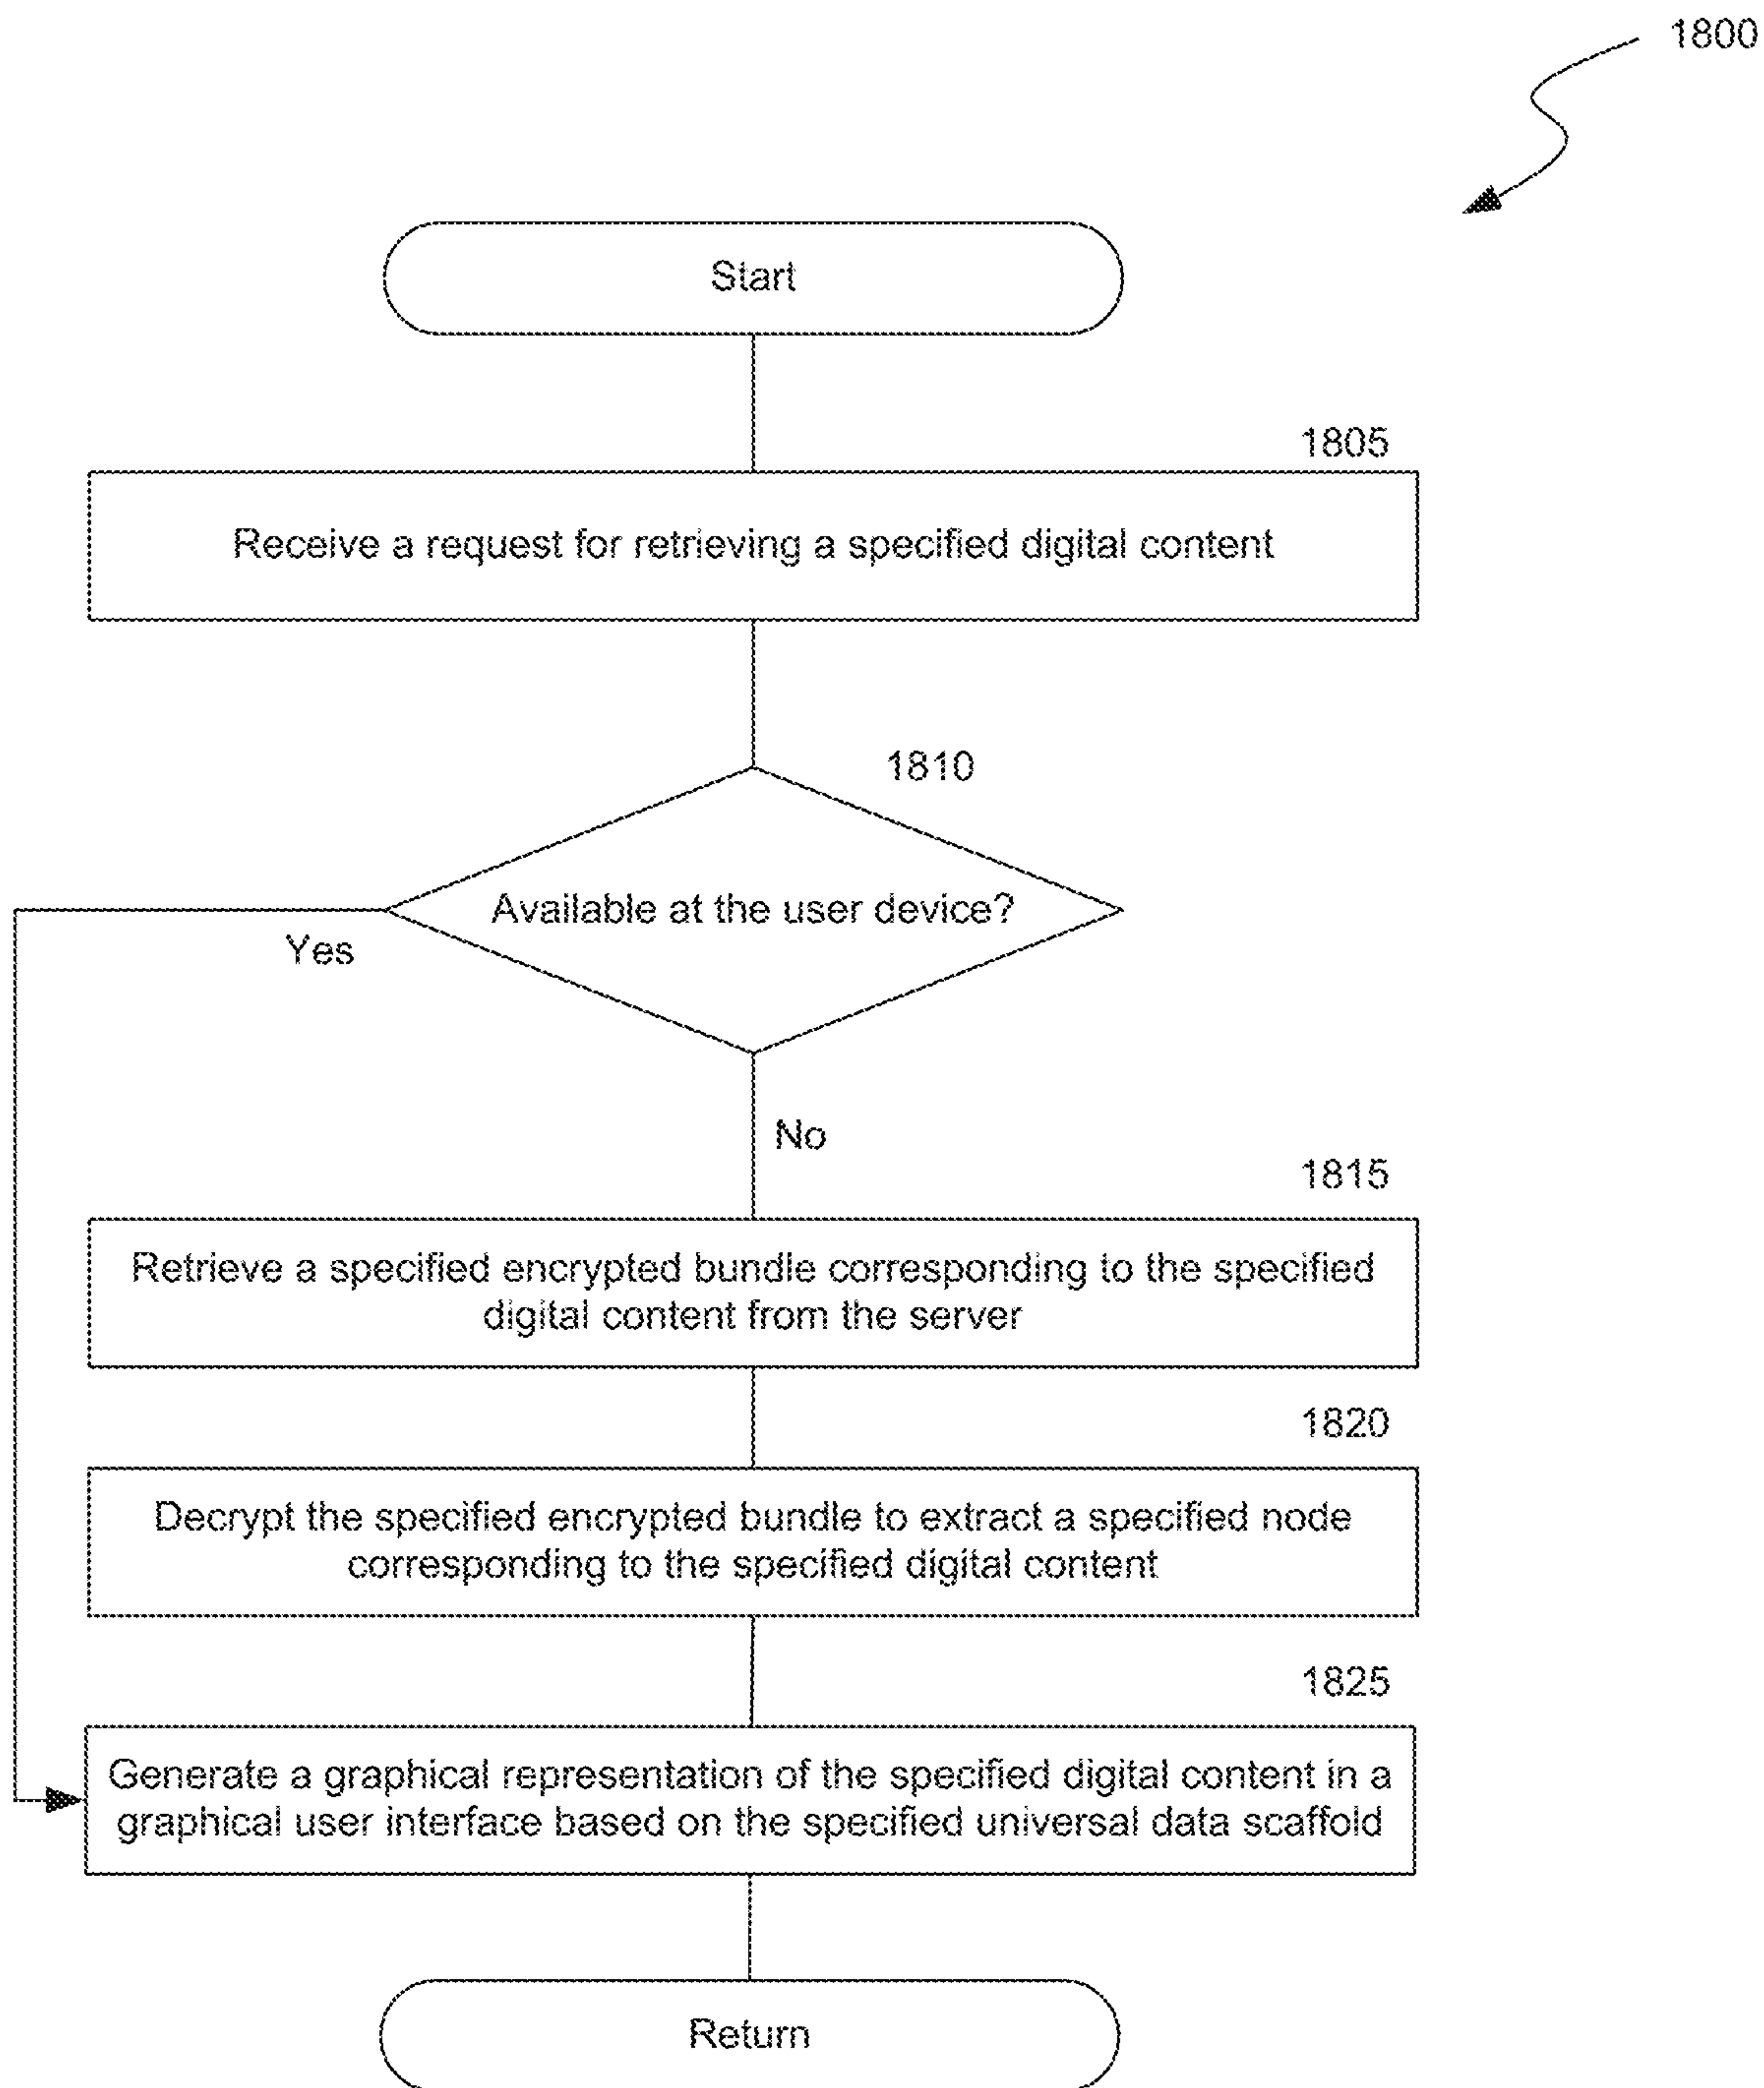 1800
Start
1805
Receive a request for retrieving a specified digital content
1810
Available at the user device?
Yes
No
1815
Retrieve a specified encrypted bundle corresponding to the specified
digital content from the server
1820
Decrypt the specified encrypted bundle to extract a specified node
corresponding to the specified digital content
1825
Generate a graphical representation of the specified digital content in a
graphical user interface based on the specified universal data scaffold
Return